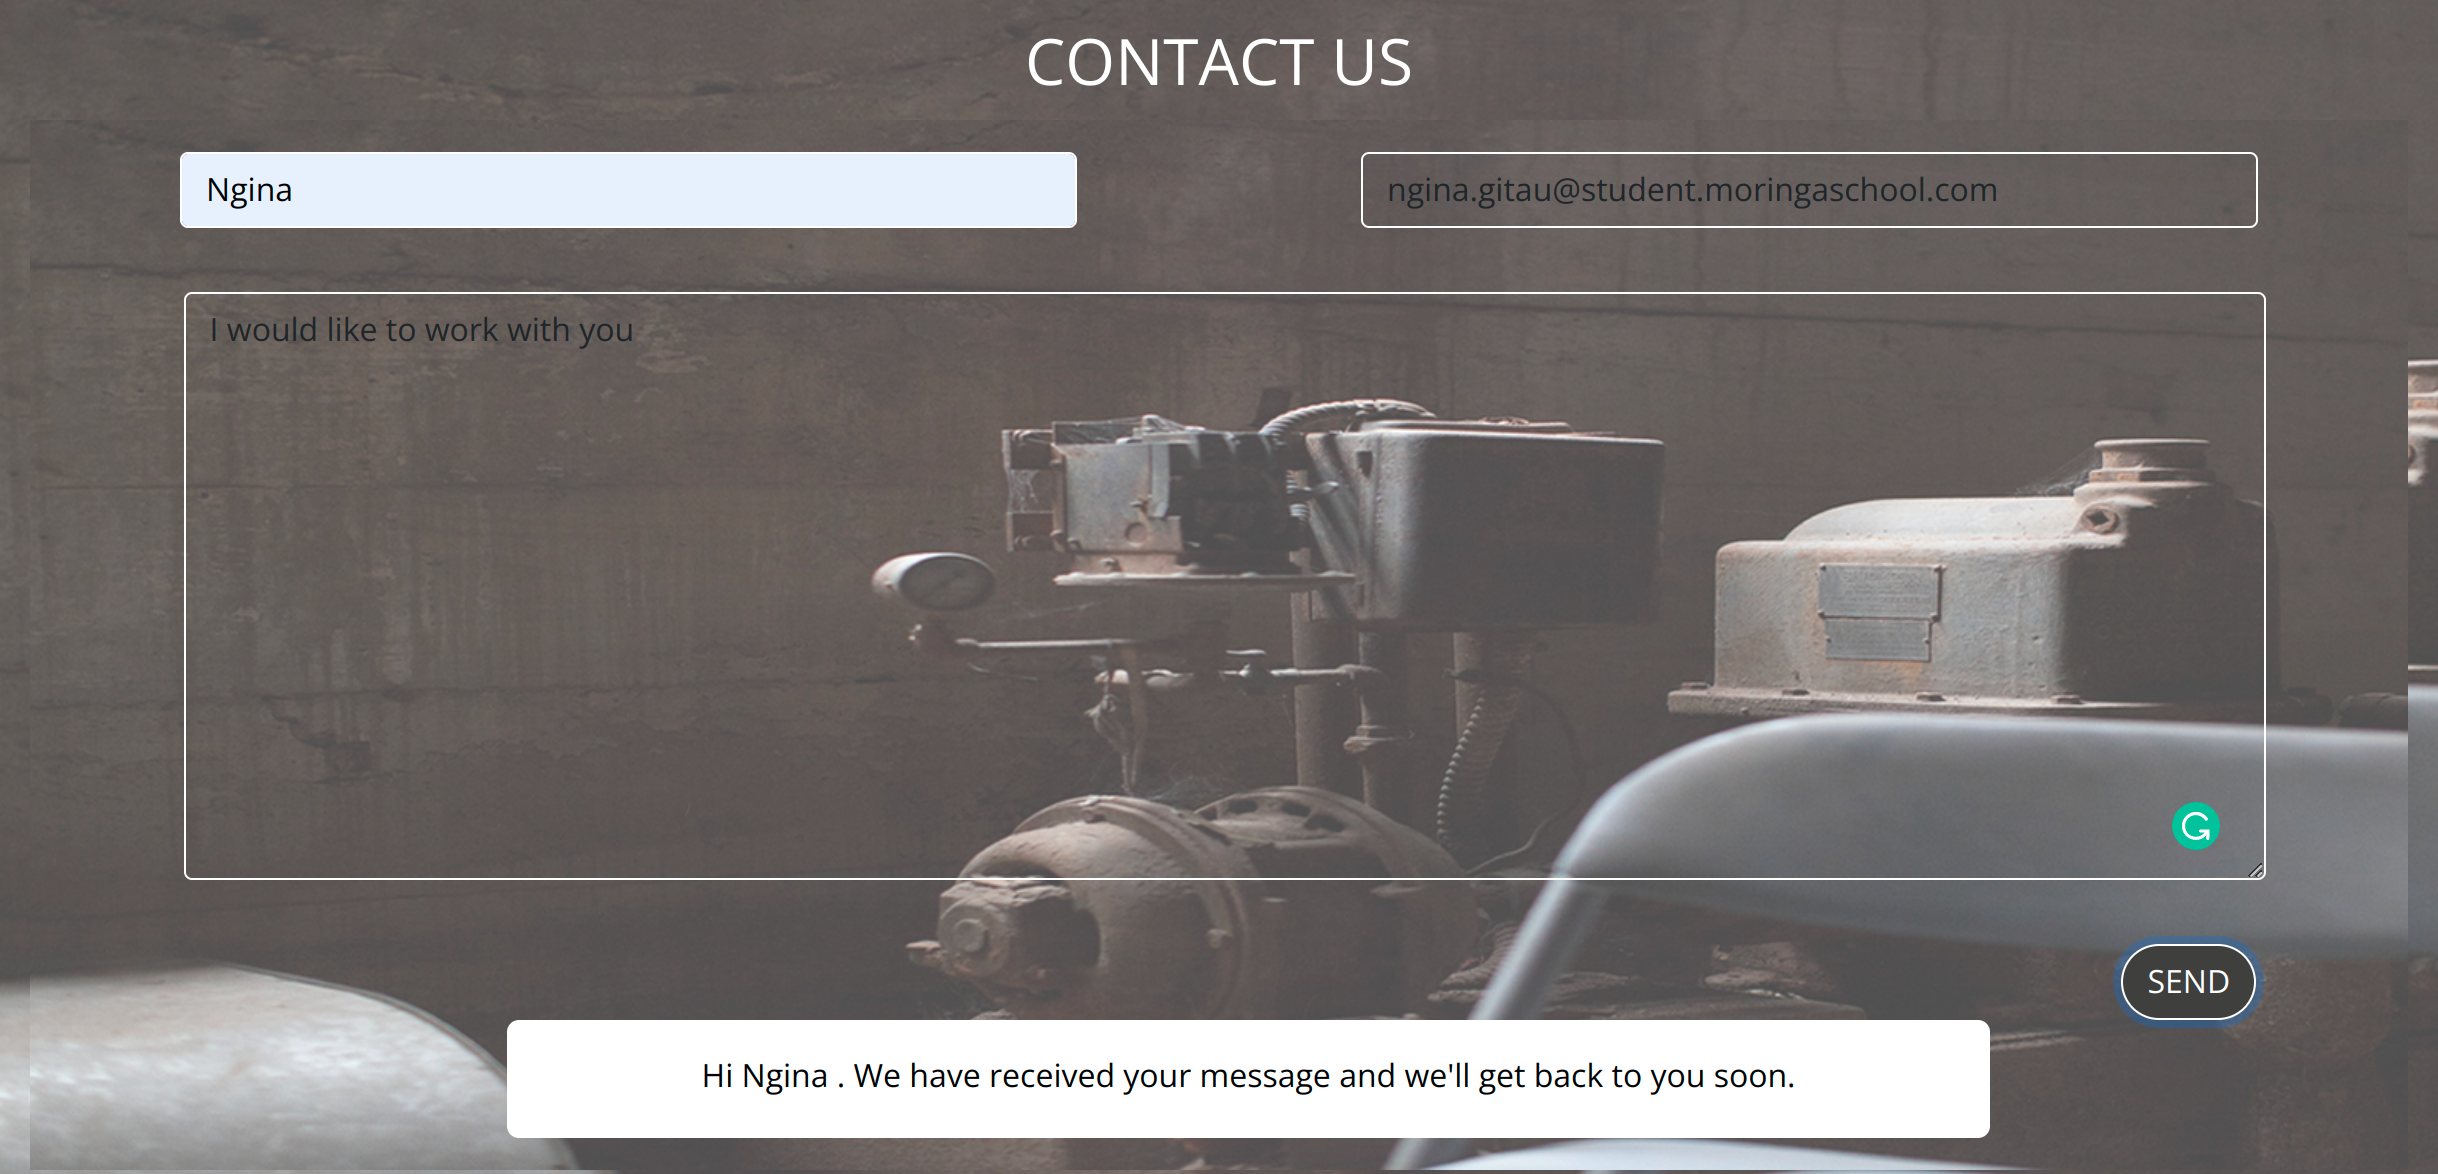 CONTACT US
Ngina
ngina.gitau@student.moringaschool.com
I would like to work with you
SEND
Hi Ngina . We have received your message and we'll get back to you soon.